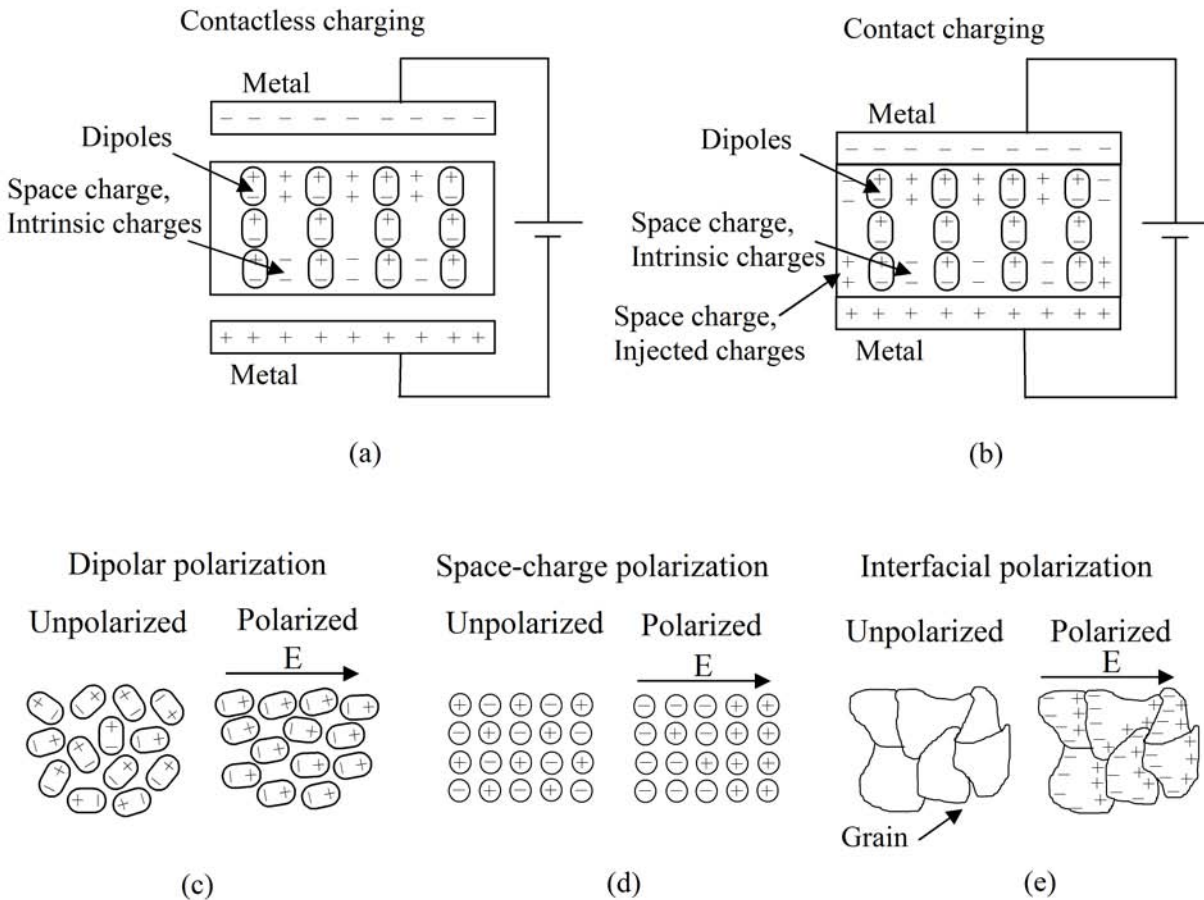 Contactless charging
Metal
Dipoles
Space charge,
Intrinsic charges
Metal
(a)
Contact charging
Metal
Dipoles
Space charge,
Intrinsic charges
Space charge,
Injected charges
Metal
(b)
Dipolar polarization
Unpolarized
Polarized
E
(c)
Space-charge polarization
Unpolarized
Polarized
E
(d)
Interfacial polarization
Unpolarized
Polarized
E
Grain
(e)